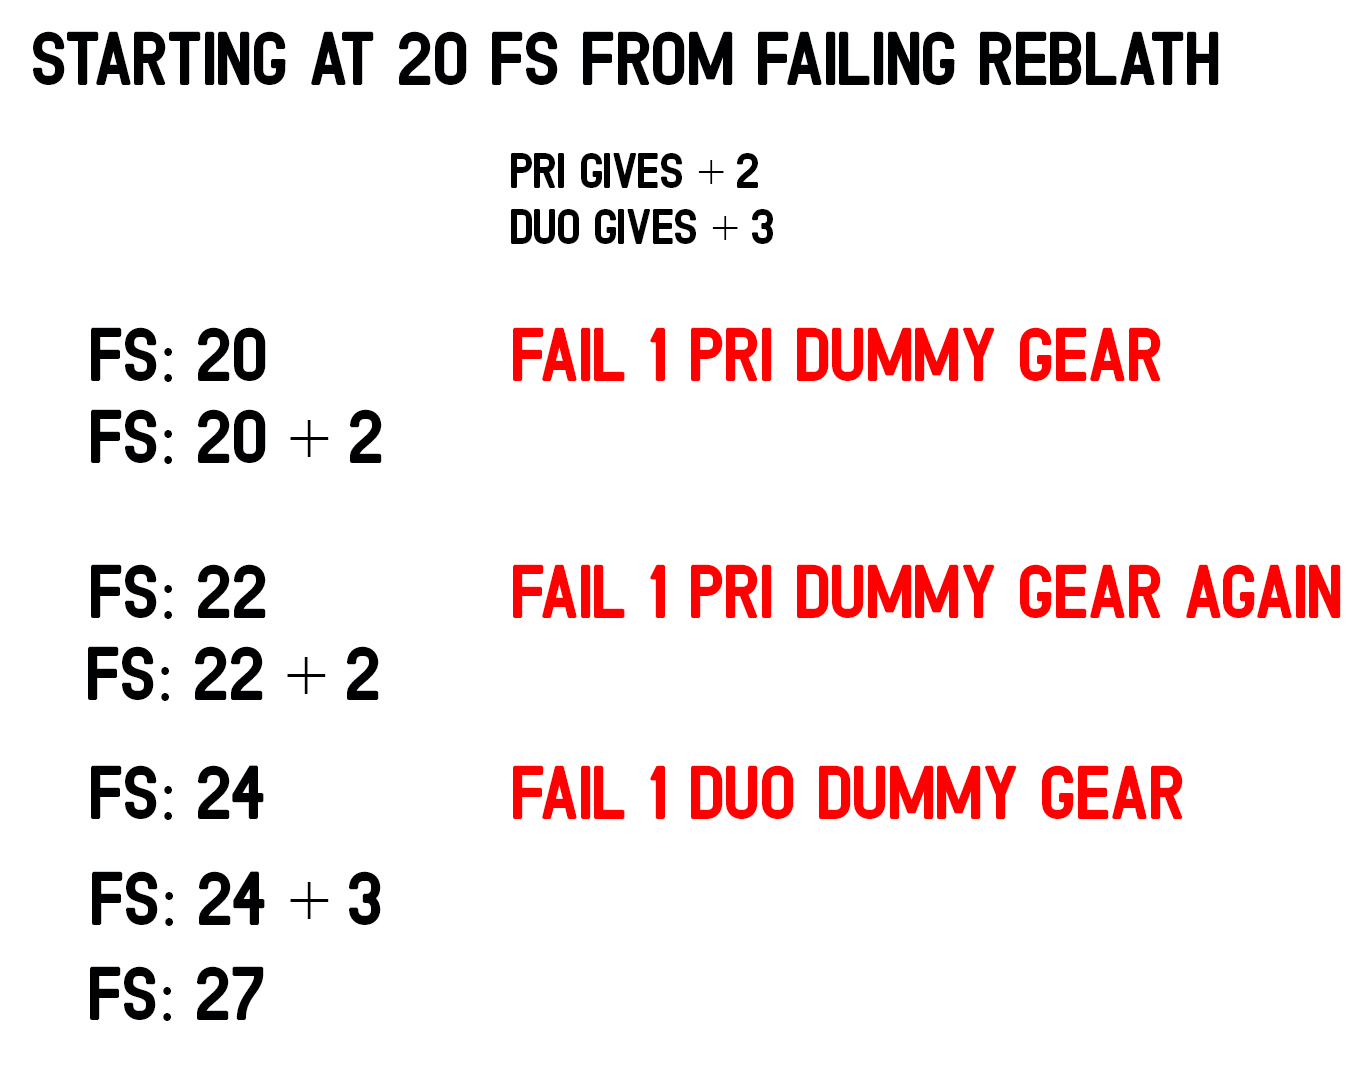 STARTING AT 20 FS FROM FAILING REBLATH
PRI GIVES + 2
DUO GIVES + 3
FS: 20 FAIL 1 PRI DUMMY GEAR
FS: 20 + 2
FS: 22 FAIL 1 PRI DUMMY GEAR AGAIN
FS: 22 + 2
FS: 24 FAIL 1 DUO DUMMY GEAR
FS: 24 + 3
FS: 27